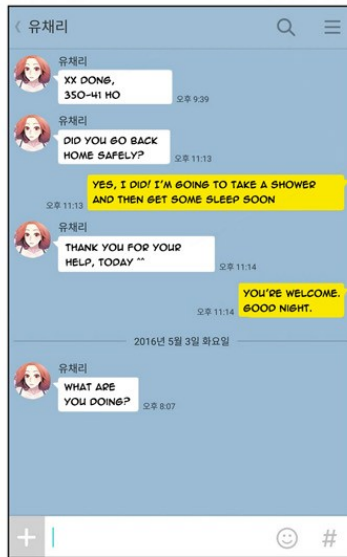 유채리
유채리
XX DONG,
350-41 HO
오후 9:39
유채리
DID YOU GO BACK
HOME SAFELY?
오후 11:13
YES, I DID! I'M GOING TO TAKE A SHOWER
AND THEN GET SOME SLEEP SOON
오후 11:13
유채리
THANK YOU FOR YOUR
HELP, TODAY ^^
오후 11:14
YOU'RE WELCOME.
GOOD NIGHT.
오후 11:14
2016년 5월 3일 화요일
유채리
WHAT ARE
YOU DOING?
오후 8:07
#